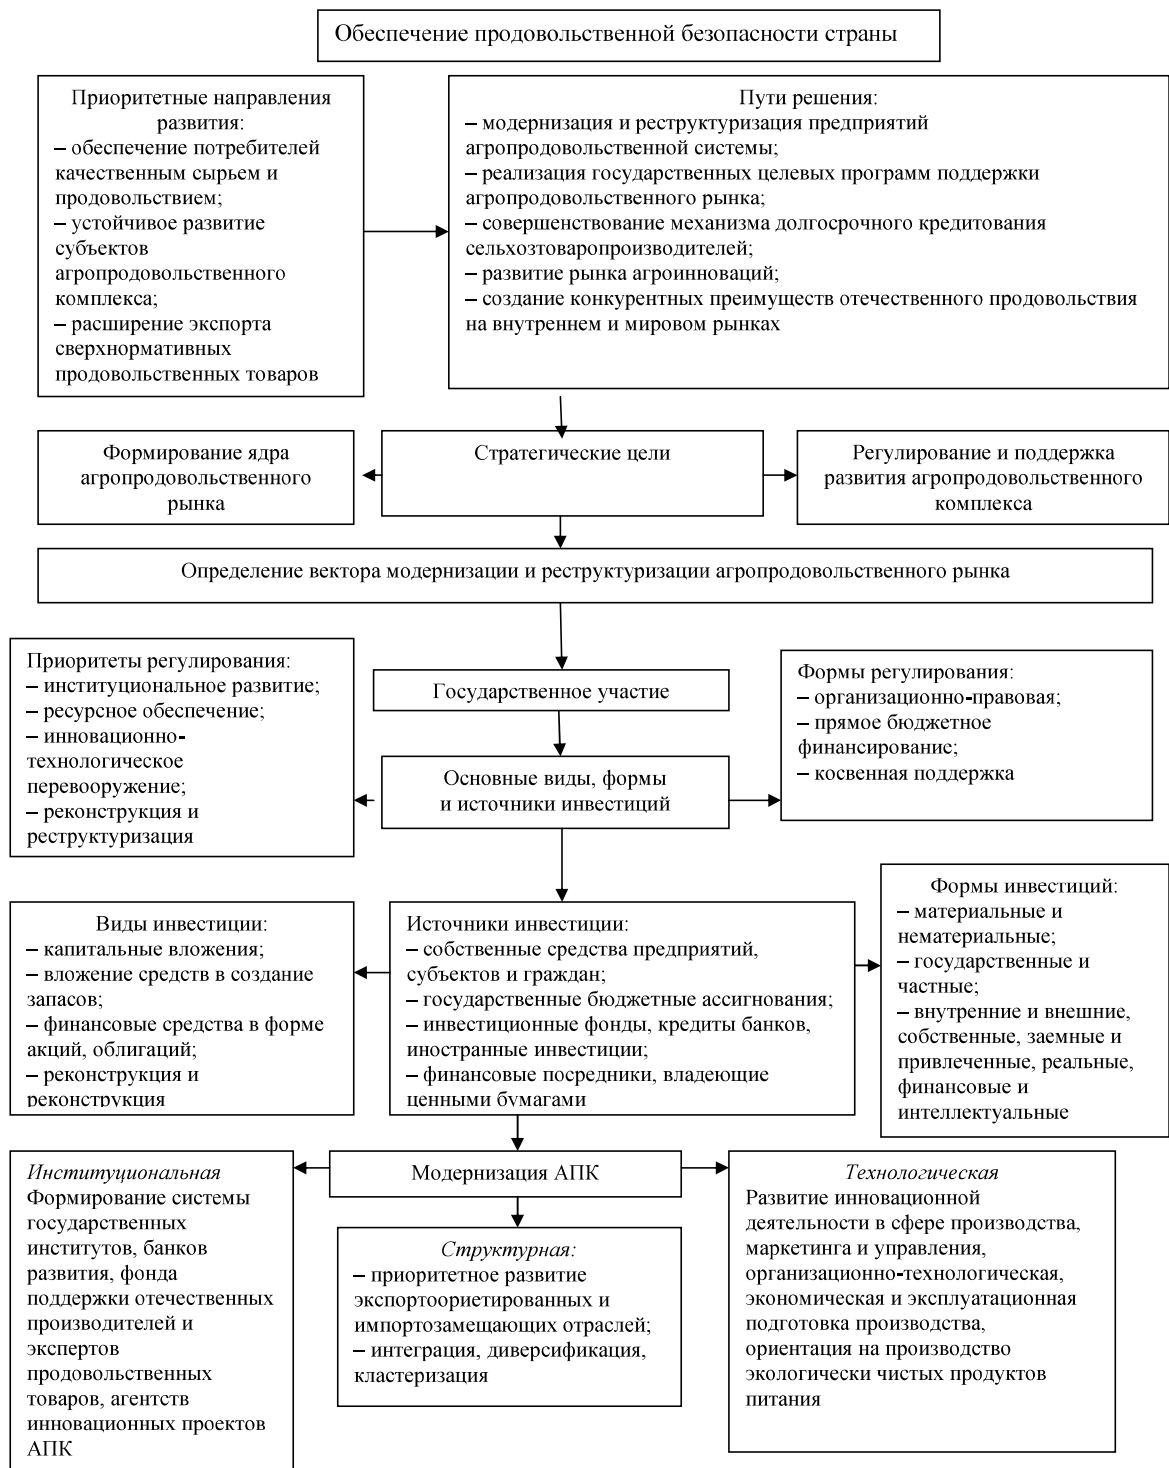 Обеспечение продовольственной безопасности страны
Приоритетные направления
развития:
– обеспечение потребителей
качественным сырьем и
продовольствием;
– устойчивое развитие
субъектов
агропродовольственного
комплекса;
– расширение экспорта
сверхнормативных
продовольственных товаров
Пути решения:
– модернизация и реструктуризация предприятий
агропродовольственной системы;
– реализация государственных целевых программ поддержки
агропродовольственного рынка;
– совершенствование механизма долгосрочного кредитования
сельхозтоваропроизводителей;
– развитие рынка агроинноваций;
– создание конкурентных преимуществ отечественного продовольствия
на внутреннем и мировом рынках
Формирование ядра
агропродовольственного
рынка
Стратегические цели
Регулирование и поддержка
развития агропродовольственного
комплекса
Определение вектора модернизации и реструктуризации агропродовольственного рынка
Приоритеты регулирования:
– институциональное развитие;
– ресурсное обеспечение;
– инновационно-
технологическое
перевооружение;
– реконструкция и
реструктуризация
Государственное участие
Основные виды, формы
и источники инвестиций
Формы регулирования:
– организационно-правовая;
– прямое бюджетное
финансирование;
– косвенная поддержка
Виды инвестиции:
– капитальные вложения;
– вложение средств в создание
запасов;
– финансовые средства в форме
акций, облигаций;
– реконструкция и
реконструкция
Источники инвестиции:
– собственные средства предприятий,
субъектов и граждан;
– государственные бюджетные ассигнования;
– инвестиционные фонды, кредиты банков,
иностранные инвестиции;
– финансовые посредники, владеющие
ценными бумагами
Формы инвестиций:
– материальные и
нематериальные;
– государственные и
частные;
– внутренние и внешние,
собственные, заемные и
привлеченные, реальные,
финансовые и
интеллектуальные
Институциональная
Формирование системы
государственных
институтов, банков
развития, фонда
поддержки отечественных
производителей и
экспертов
продовольственных
товаров, агентств
инновационных проектов
АПК
Модернизация АПК
Структурная:
– приоритетное развитие
экспортоориетированных и
импортозамещающих отраслей;
– интеграция, диверсификация,
кластеризация
Технологическая
Развитие инновационной
деятельности в сфере производства,
маркетинга и управления,
организационно-технологическая,
экономическая и эксплуатационная
подготовка производства,
ориентация на производство
экологически чистых продуктов
питания